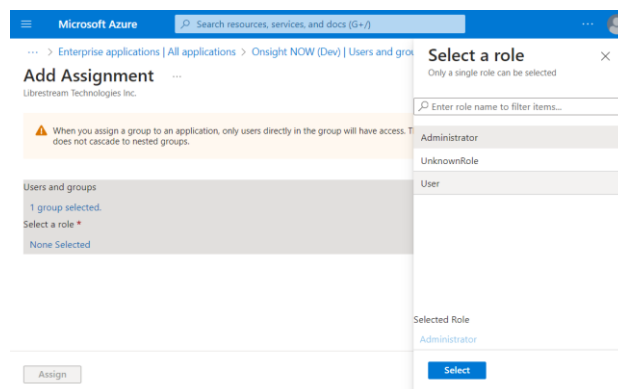 Microsoft Azure
Search resources, services, and docs (G+/)
...
... > Enterprise applications | All applications > Onsight NOW (Dev) | Users and grou
Add Assignment ...
Librestream Technologies Inc.
When you assign a group to an application, only users directly in the group will have access. T
does not cascade to nested groups.
Users and groups
1 group selected.
Select a role *
None Selected
Assign
Select a role
Only a single role can be selected
Enter role name to filter items...
Administrator
UnknownRole
User
Selected Role
Administrator
Select